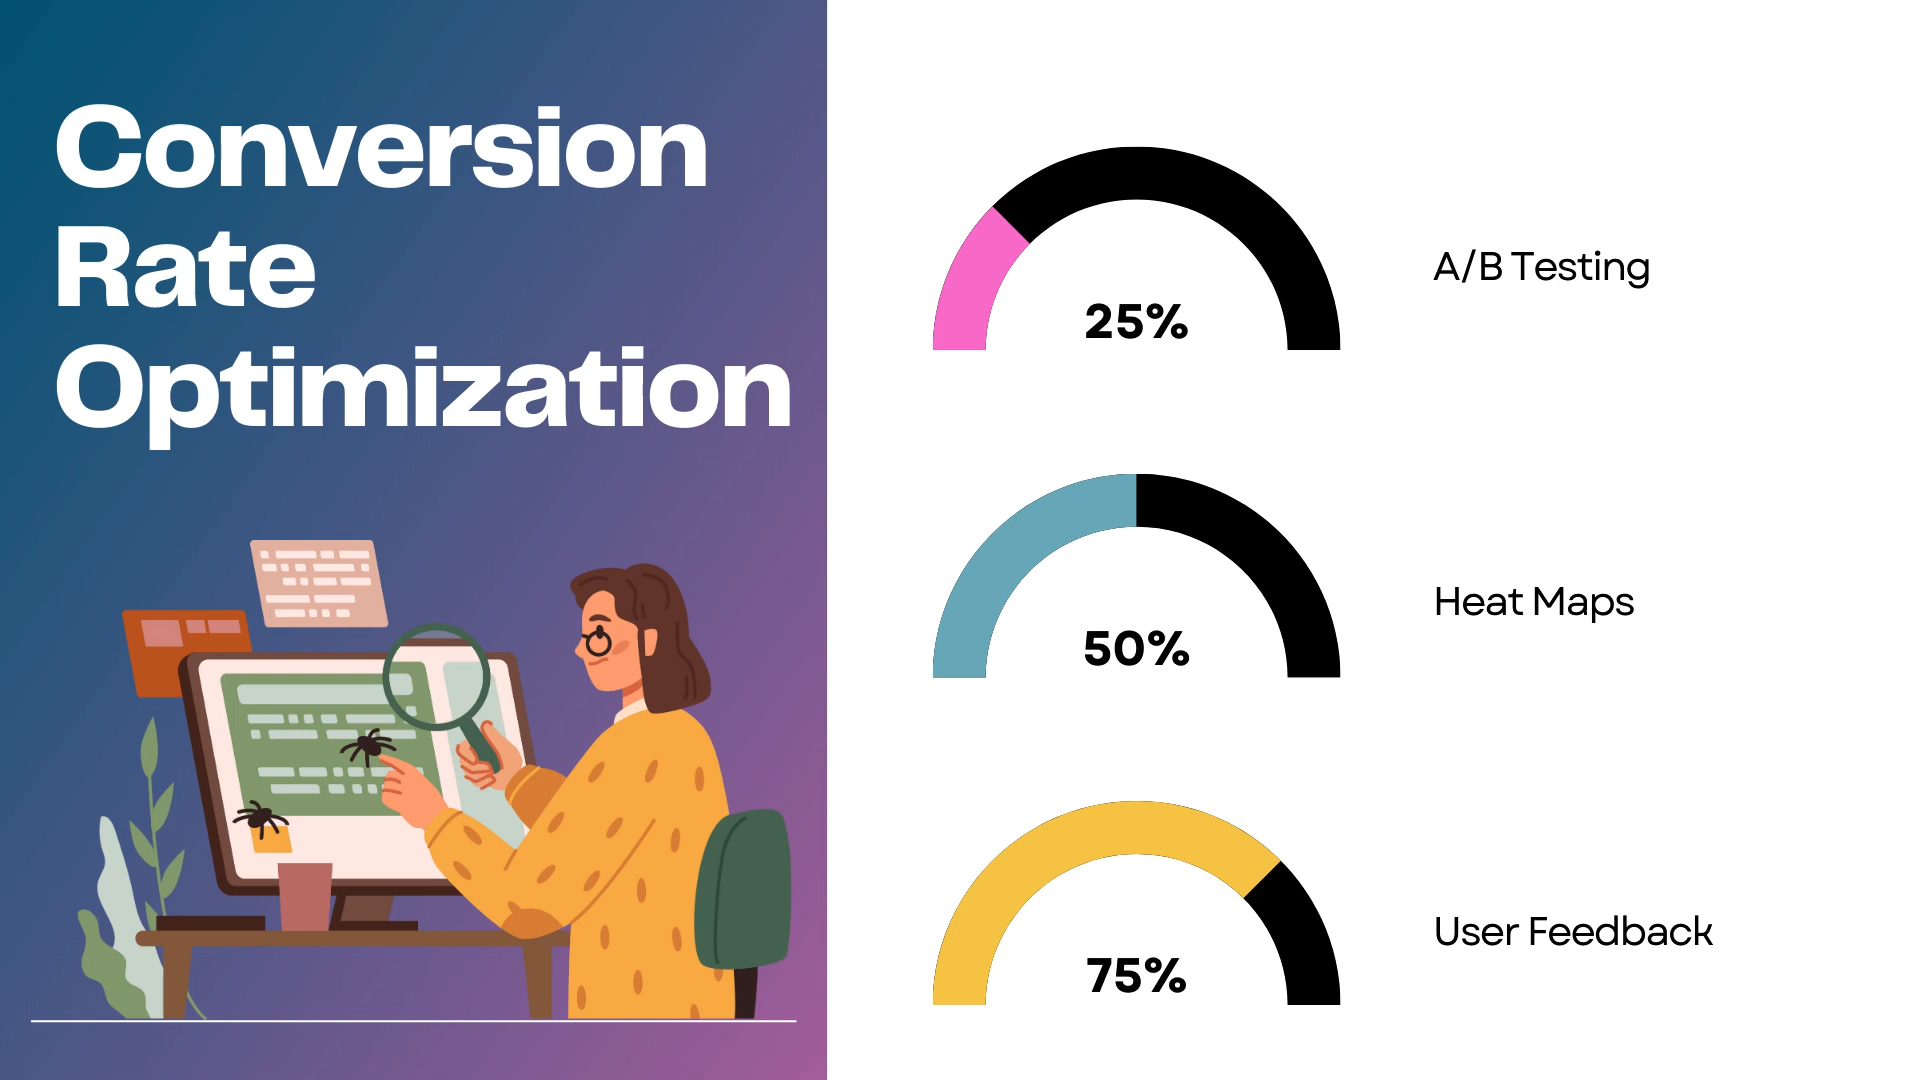 Conversion
Rate
Optimization
25%
A/B Testing
50%
Heat Maps
75%
User Feedback